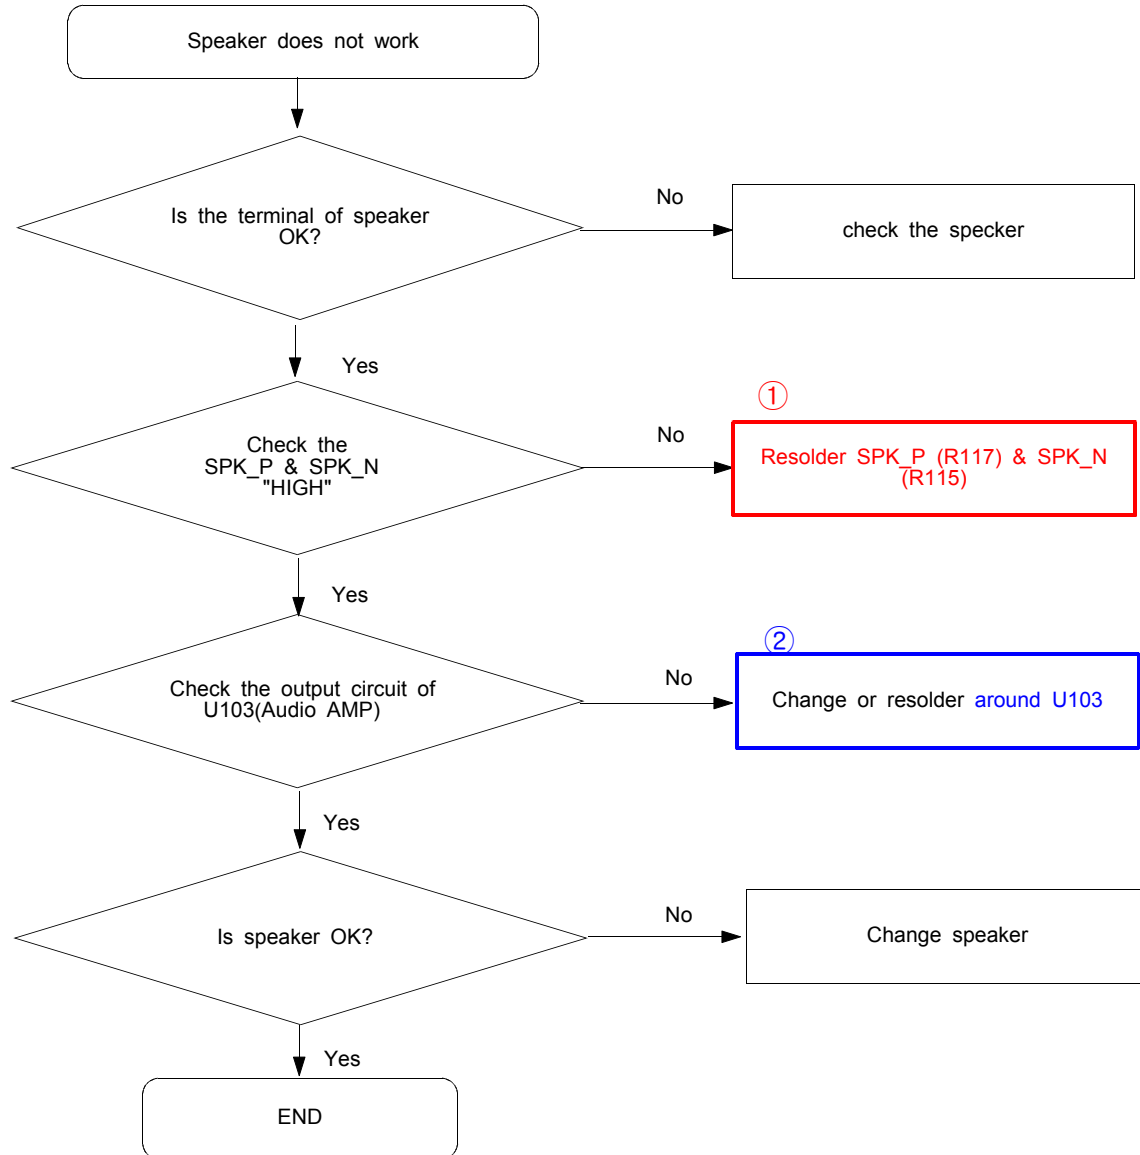 Speaker does not work
Is the terminal of speaker
OK?
No
check the specker
Yes
Check the
SPK_P & SPK_N
"HIGH"
No
①
Resolder SPK_P (R117) & SPK_N
(R115)
Yes
Check the output circuit of
U103(Audio AMP)
No
②
Change or resolder around U103
Yes
Is speaker OK?
No
Change speaker
Yes
END